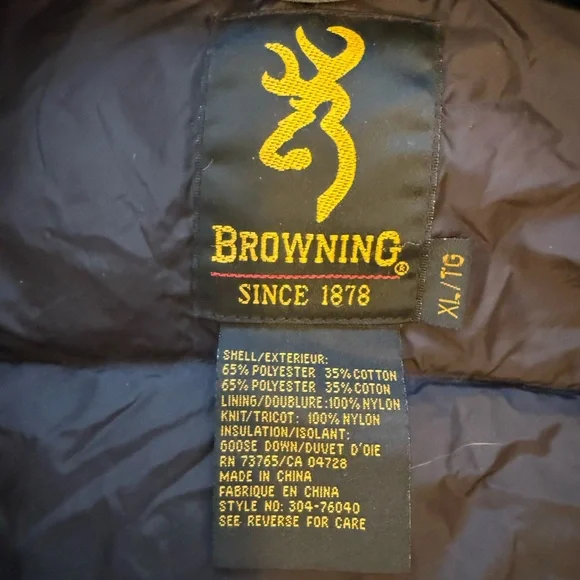 BROWNING®
SINCE 1878
XL/TG
SHELL/EXTERIEUR:
65% POLYESTER 35% COTTON
65% POLYESTER 35% COTON
LINING/DOUBLURE:100% NYLON
KNIT/TRICOT: 100% NYLON
INSULATION/ISOLANT:
GOOSE DOWN/DUVET D'OIE
RN 73765/CA 04728
MADE IN CHINA
FABRIQUE EN CHINA
STYLE NO: 304-76040
SEE REVERSE FOR CARE